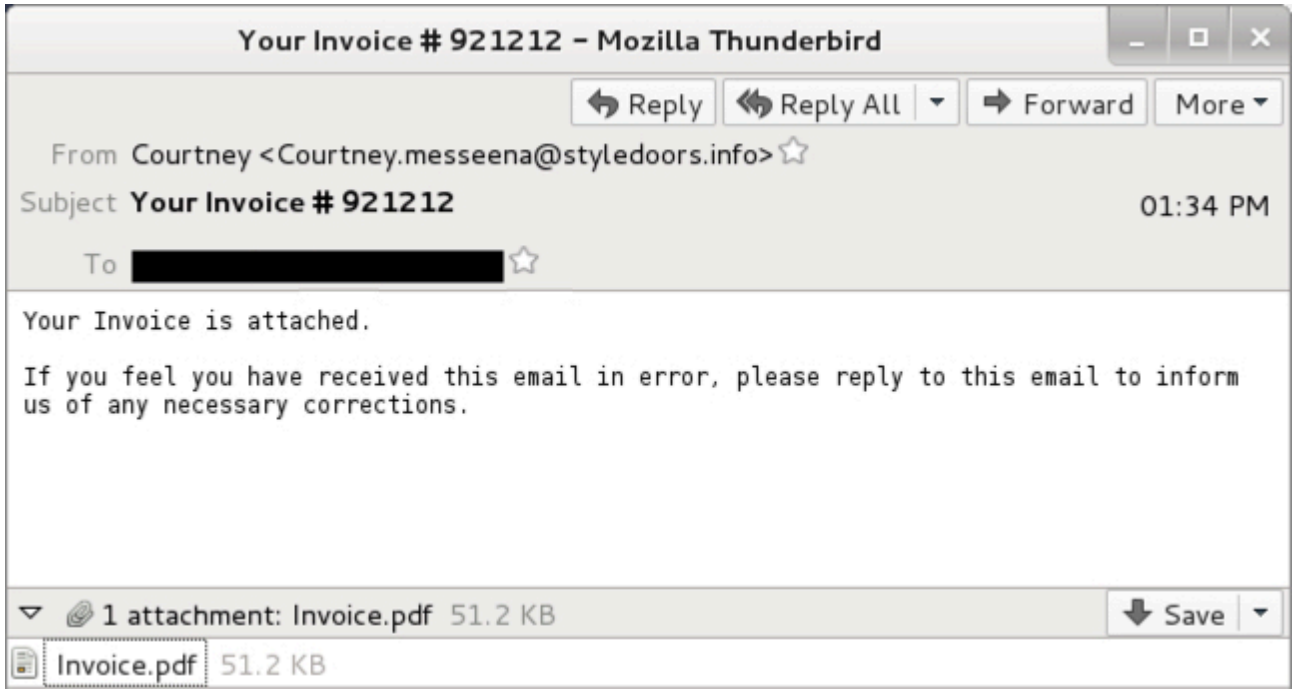 Your Invoice # 921212 – Mozilla Thunderbird
Reply
Reply All
Forward
More
From Courtney <Courtney.messeena@styledoors.info>
Subject Your Invoice # 921212
01:34 PM
To
Your Invoice is attached.
If you feel you have received this email in error, please reply to this email to inform
us of any necessary corrections.
1 attachment: Invoice.pdf 51.2 KB
Save
Invoice.pdf 51.2 KB